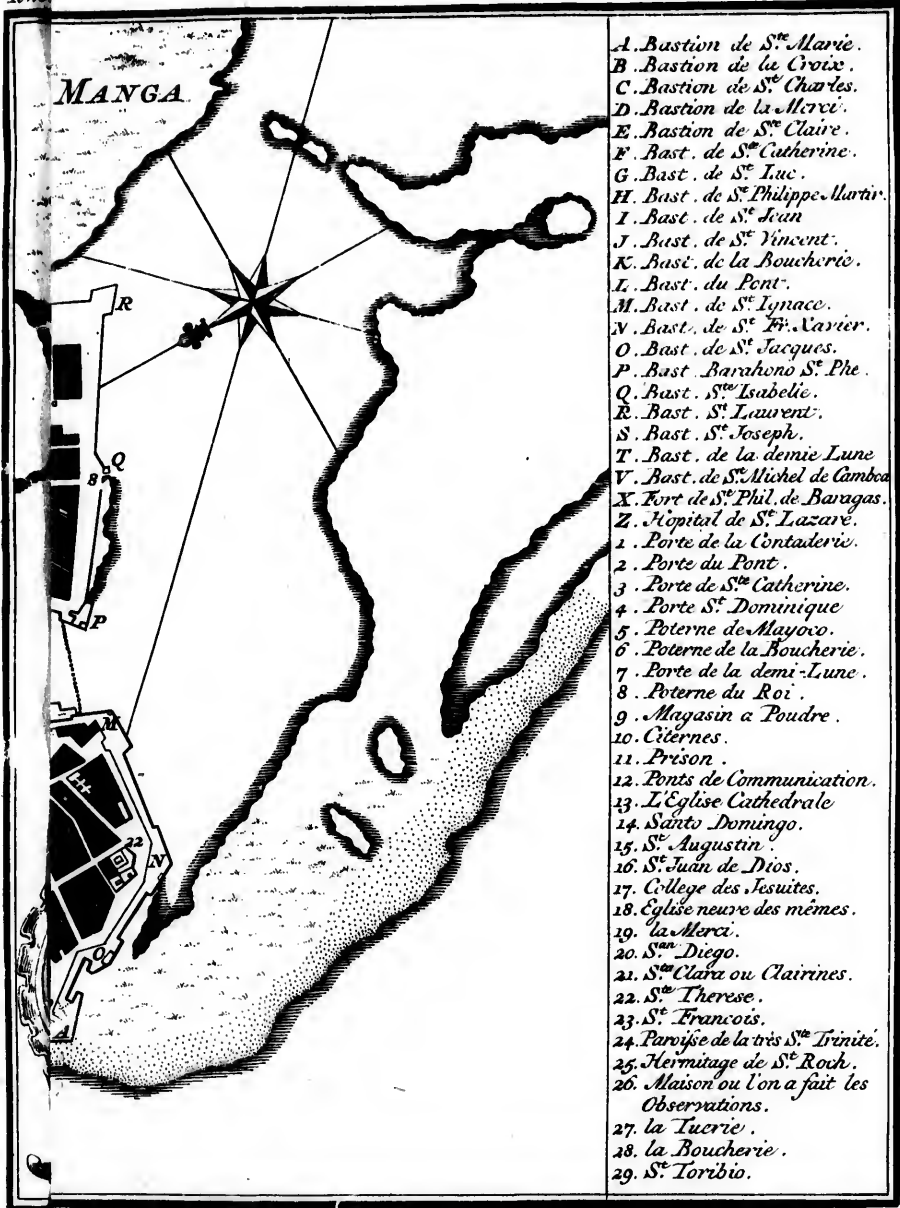 MANGA
R
Q
8
P
M
22
N
O
A
A. Bastion de S.te Marie.
B. Bastion de la Croix.
C. Bastion de S.t Charles.
D. Bastion de la Merci.
E. Bastion de S.te Claire.
F. Bast. de S.te Catherine.
G. Bast. de S.t Luc.
H. Bast. de S.t Philippe Martir.
I. Bast. de S.t Jean
J. Bast. de S.t Vincent.
K. Bast. de la Boucherie.
L. Bast. du Pont.
M. Bast. de S.t Ignace.
N. Bast. de S.t Fr. Xavier.
O. Bast. de S.t Jacques.
P. Bast. Barahono S.t Phe.
Q. Bast. S.te Isabelle.
R. Bast. S.t Laurent.
S. Bast. S.t Joseph.
T. Bast. de la demie Lune
V. Bast. de S.t Michel de Camboa
X. Fort de S.t Phil. de Baragas.
Z. Hopital de S.t Lazare.
1. Porte de la Contaderie.
2. Porte du Pont.
3. Porte de S.te Catherine.
4. Porte S.t Dominique
5. Poterne de Mayoco.
6. Poterne de la Boucherie.
7. Porte de la demi-Lune.
8. Poterne du Roi.
9. Magasin a Poudre.
10. Citernes.
11. Prison.
12. Ponts de Communication.
13. L'Eglise Cathedrale
14. Santo Domingo.
15. S.t Augustin.
16. S.t Juan de Dios.
17. College des Jesuites.
18. Eglise neuve des mêmes.
19. la Merci.
20. S.an Diego.
21. S.ta Clara ou Clairines.
22. S.te Therese.
23. S.t Francois.
24. Paroisse de la très S.te Trinité.
25. Hermitage de S.t Roch.
26. Maison ou l'on a fait les
Observations.
27. la Tuerie.
28. la Boucherie.
29. S.t Toribio.